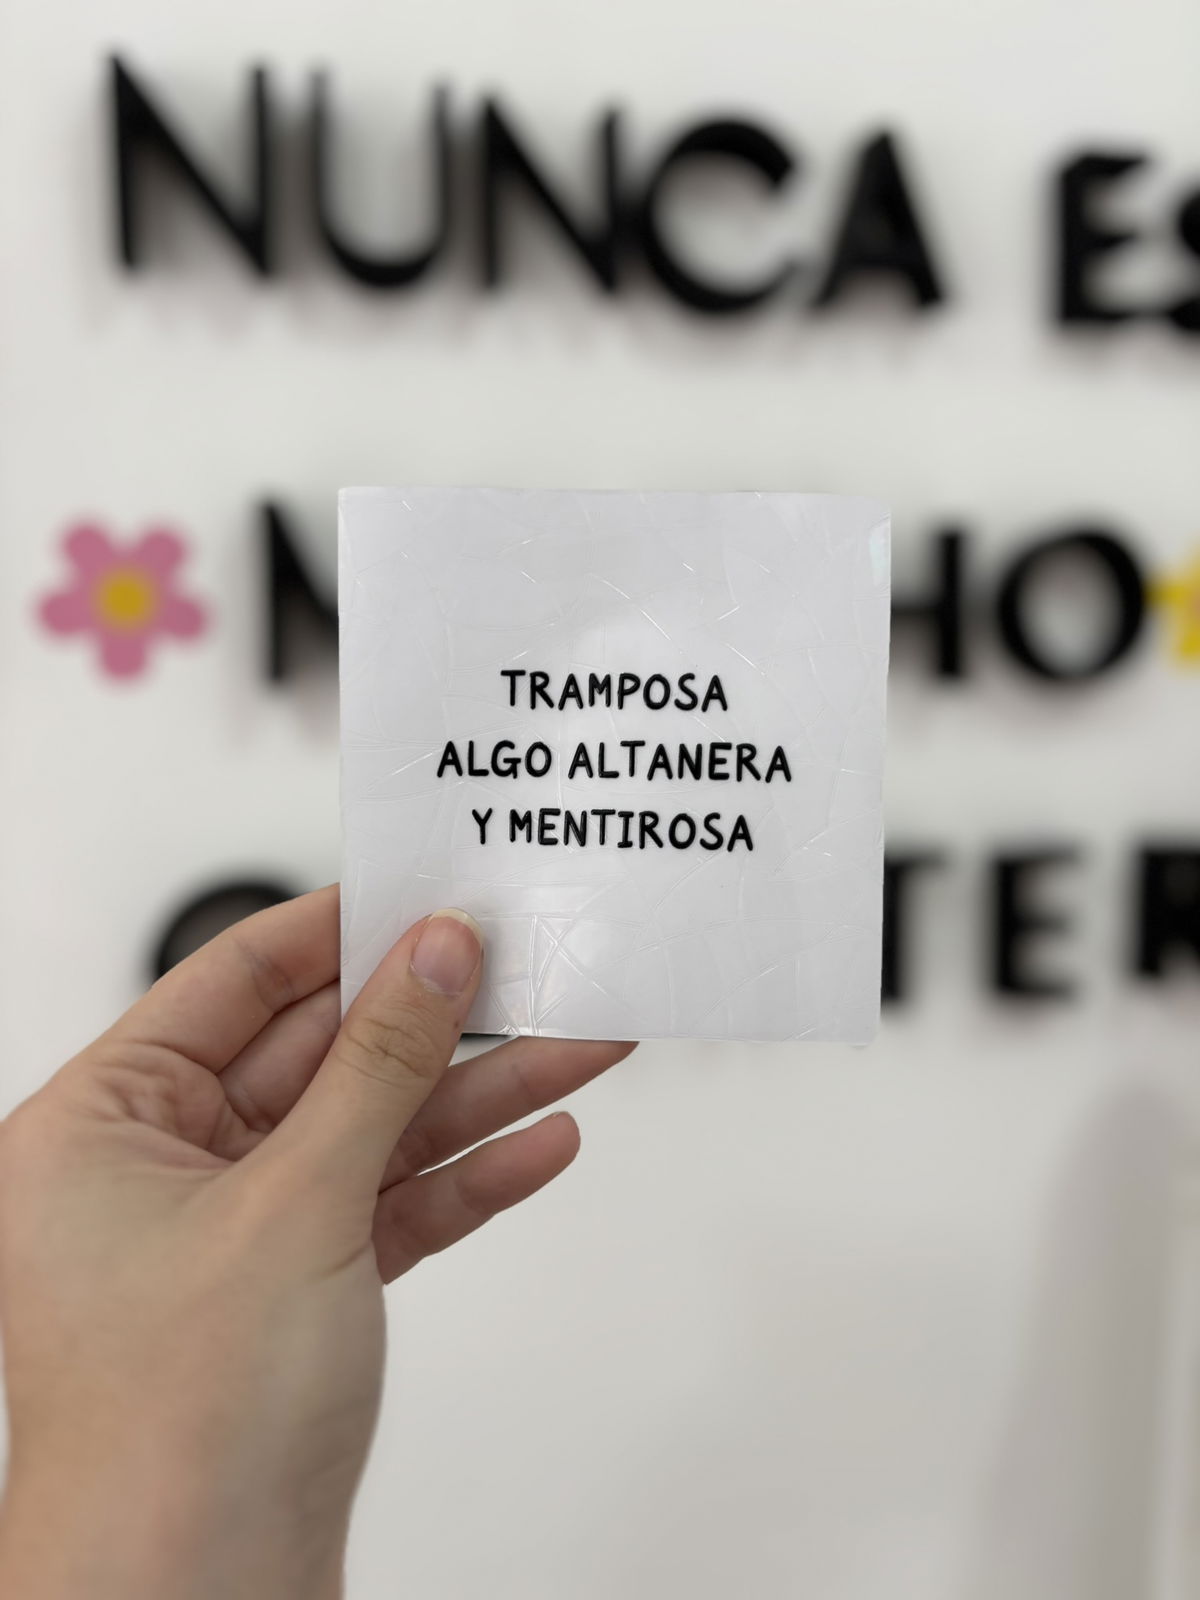 NUNCA
TRAMPOSA
ALGO ALTANERA
Y MENTIROSA